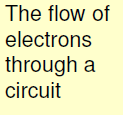 The flow of
electrons
through a
circuit